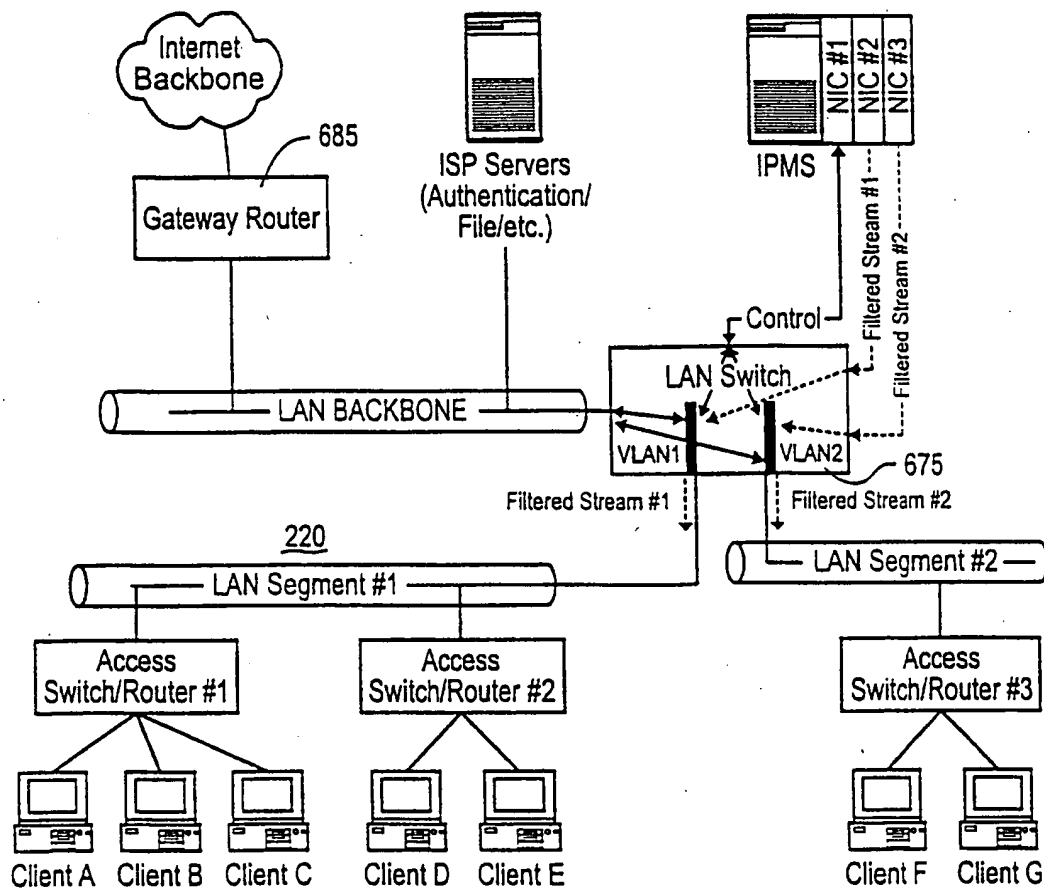 Internet
Backbone
685
Gateway Router
ISP Servers
(Authentication/
File/etc.)
NIC #1
NIC #2
NIC #3
IPMS
Filtered Stream #1
Filtered Stream #2
Control
LAN Switch
LAN BACKBONE
VLAN1
VLAN2
675
Filtered Stream #1
Filtered Stream #2
220
LAN Segment #1
LAN Segment #2
Access
Switch/Router #1
Access
Switch/Router #2
Access
Switch/Router #3
Client A
Client B
Client C
Client D
Client E
Client F
Client G